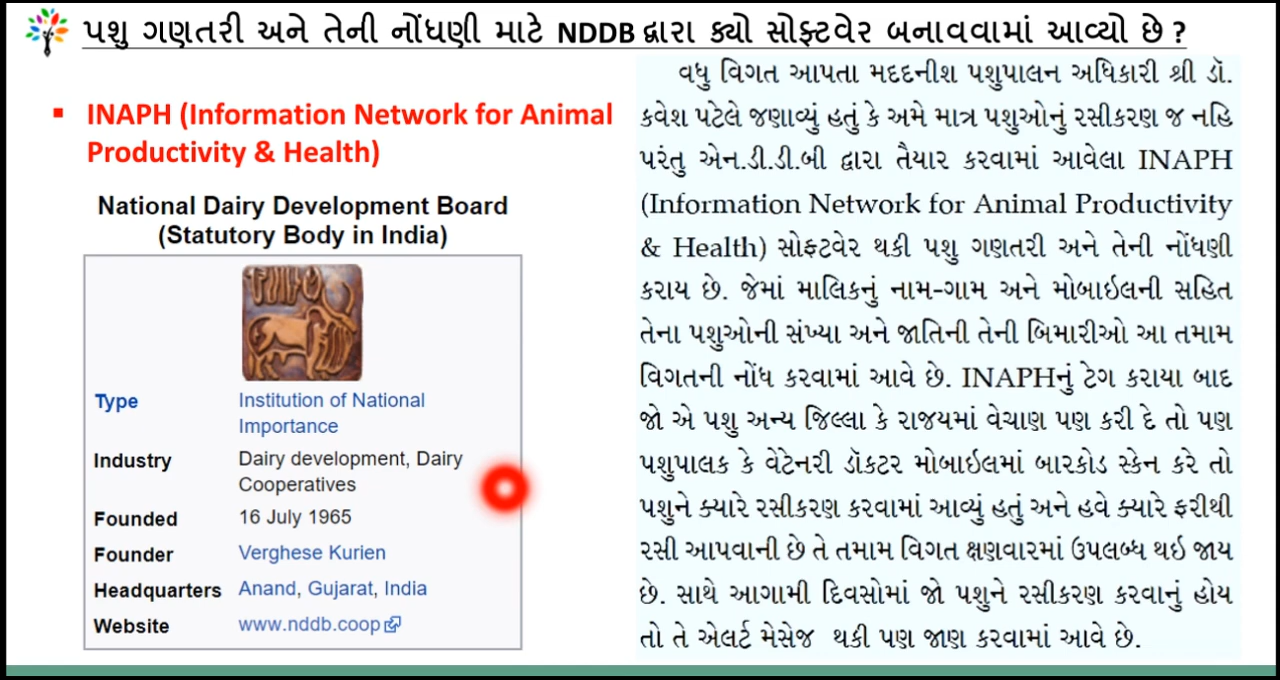 પશુ ગણતરી અને તેની નોંધણી માટે NDDB દ્વારા ક્યો સોફ્ટવેર બનાવવામાં આવ્યો છે ?
▪ INAPH (Information Network for Animal
Productivity & Health)
National Dairy Development Board
(Statutory Body in India)
Type Institution of National
Importance
Industry Dairy development, Dairy
Cooperatives
Founded 16 July 1965
Founder Verghese Kurien
Headquarters Anand, Gujarat, India
Website www.nddb.coop
વધુ વિગત આપતા મદદનીશ પશુપાલન અધિકારી શ્રી ડૉ.
કવેશ પટેલે જણાવ્યું હતું કે અમે માત્ર પશુઓનું રસીકરણ જ નહિ
પરંતુ એન.ડી.ડી.બી દ્વારા તૈયાર કરવામાં આવેલા INAPH
(Information Network for Animal Productivity
& Health) સોફ્ટવેર થકી પશુ ગણતરી અને તેની નોંધણી
કરાય છે. જેમાં માલિકનું નામ-ગામ અને મોબાઇલની સહિત
તેના પશુઓની સંખ્યા અને જાતિની તેની બિમારીઓ આ તમામ
વિગતની નોંધ કરવામાં આવે છે. INAPHનું ટેગ કરાયા બાદ
જો એ પશુ અન્ય જિલ્લા કે રાજયમાં વેચાણ પણ કરી દે તો પણ
પશુપાલક કે વેટેનરી ડૉકટર મોબાઇલમાં બારકોડ સ્કેન કરે તો
પશુને ક્યારે રસીકરણ કરવામાં આવ્યું હતું અને હવે ક્યારે ફરીથી
રસી આપવાની છે તે તમામ વિગત ક્ષણવારમાં ઉપલબ્ધ થઇ જાય
છે. સાથે આગામી દિવસોમાં જો પશુને રસીકરણ કરવાનું હોય
તો તે એલર્ટ મેસેજ થકી પણ જાણ કરવામાં આવે છે.